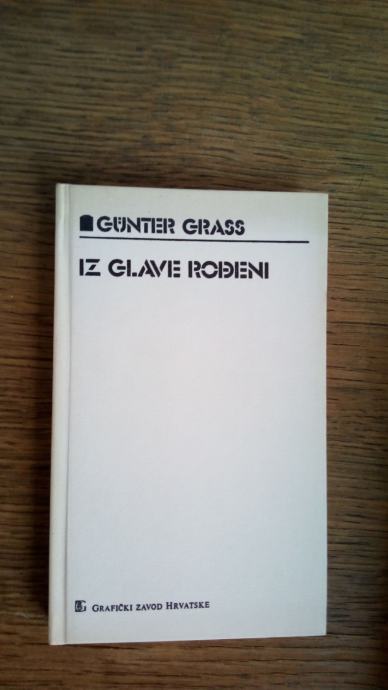 GÜNTER GRASS
IZ GLAVE ROĐENI
GRAFIČKI ZAVOD HRVATSKE